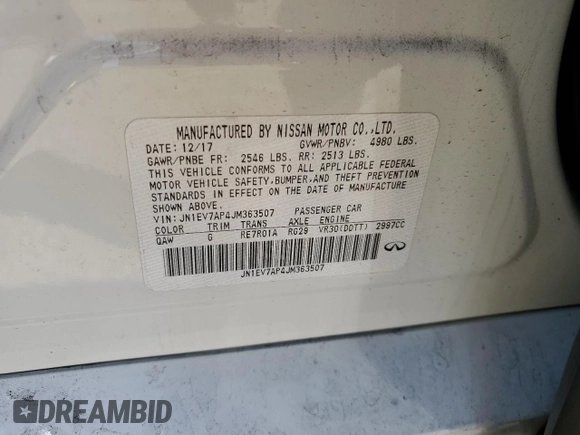 MANUFACTURED BY NISSAN MOTOR CO.,LTD.
DATE: 12/17 GVWR/PNBV: 4980 LBS.
GAWR/PNBE FR: 2546 LBS. RR: 2513 LBS.
THIS VEHICLE CONFORMS TO ALL APPLICABLE FEDERAL
MOTOR VEHICLE SAFETY,BUMPER,AND THEFT PREVENTION
STANDARDS IN EFFECT ON THE DATE OF MANUFACTURE
SHOWN ABOVE.
VIN: JN1EV7AP4JM363507 PASSENGER CAR
COLOR TRIM TRANS AXLE ENGINE
QAW G RE7R01A RG29 VR30(DDTT) 2997CC
JN1EV7AP4JM363507
DREAMBID